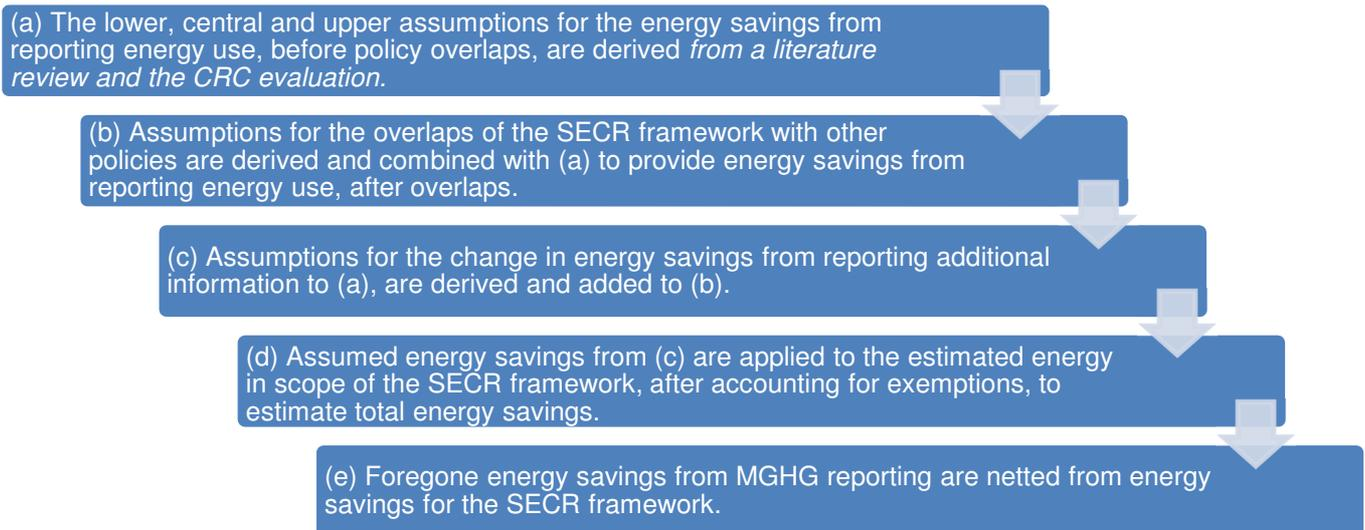 (a) The lower, central and upper assumptions for the energy savings from
reporting energy use, before policy overlaps, are derived from a literature
review and the CRC evaluation.
(b) Assumptions for the overlaps of the SECR framework with other
policies are derived and combined with (a) to provide energy savings from
reporting energy use, after overlaps.
(c) Assumptions for the change in energy savings from reporting additional
information to (a), are derived and added to (b).
(d) Assumed energy savings from (c) are applied to the estimated energy
in scope of the SECR framework, after accounting for exemptions, to
estimate total energy savings.
(e) Foregone energy savings from MGHG reporting are netted from energy
savings for the SECR framework.